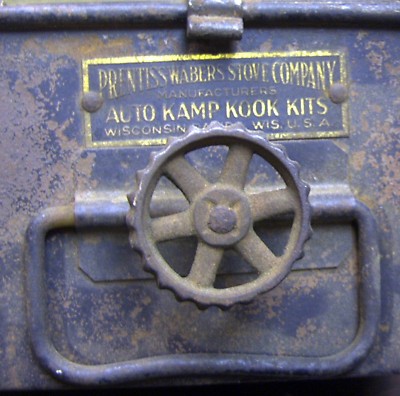 PRENTISS WABERS STOVE COMPANY
MANUFACTURERS
AUTO KAMP KOOK KITS
WISCONSIN WIS. U.S.A.